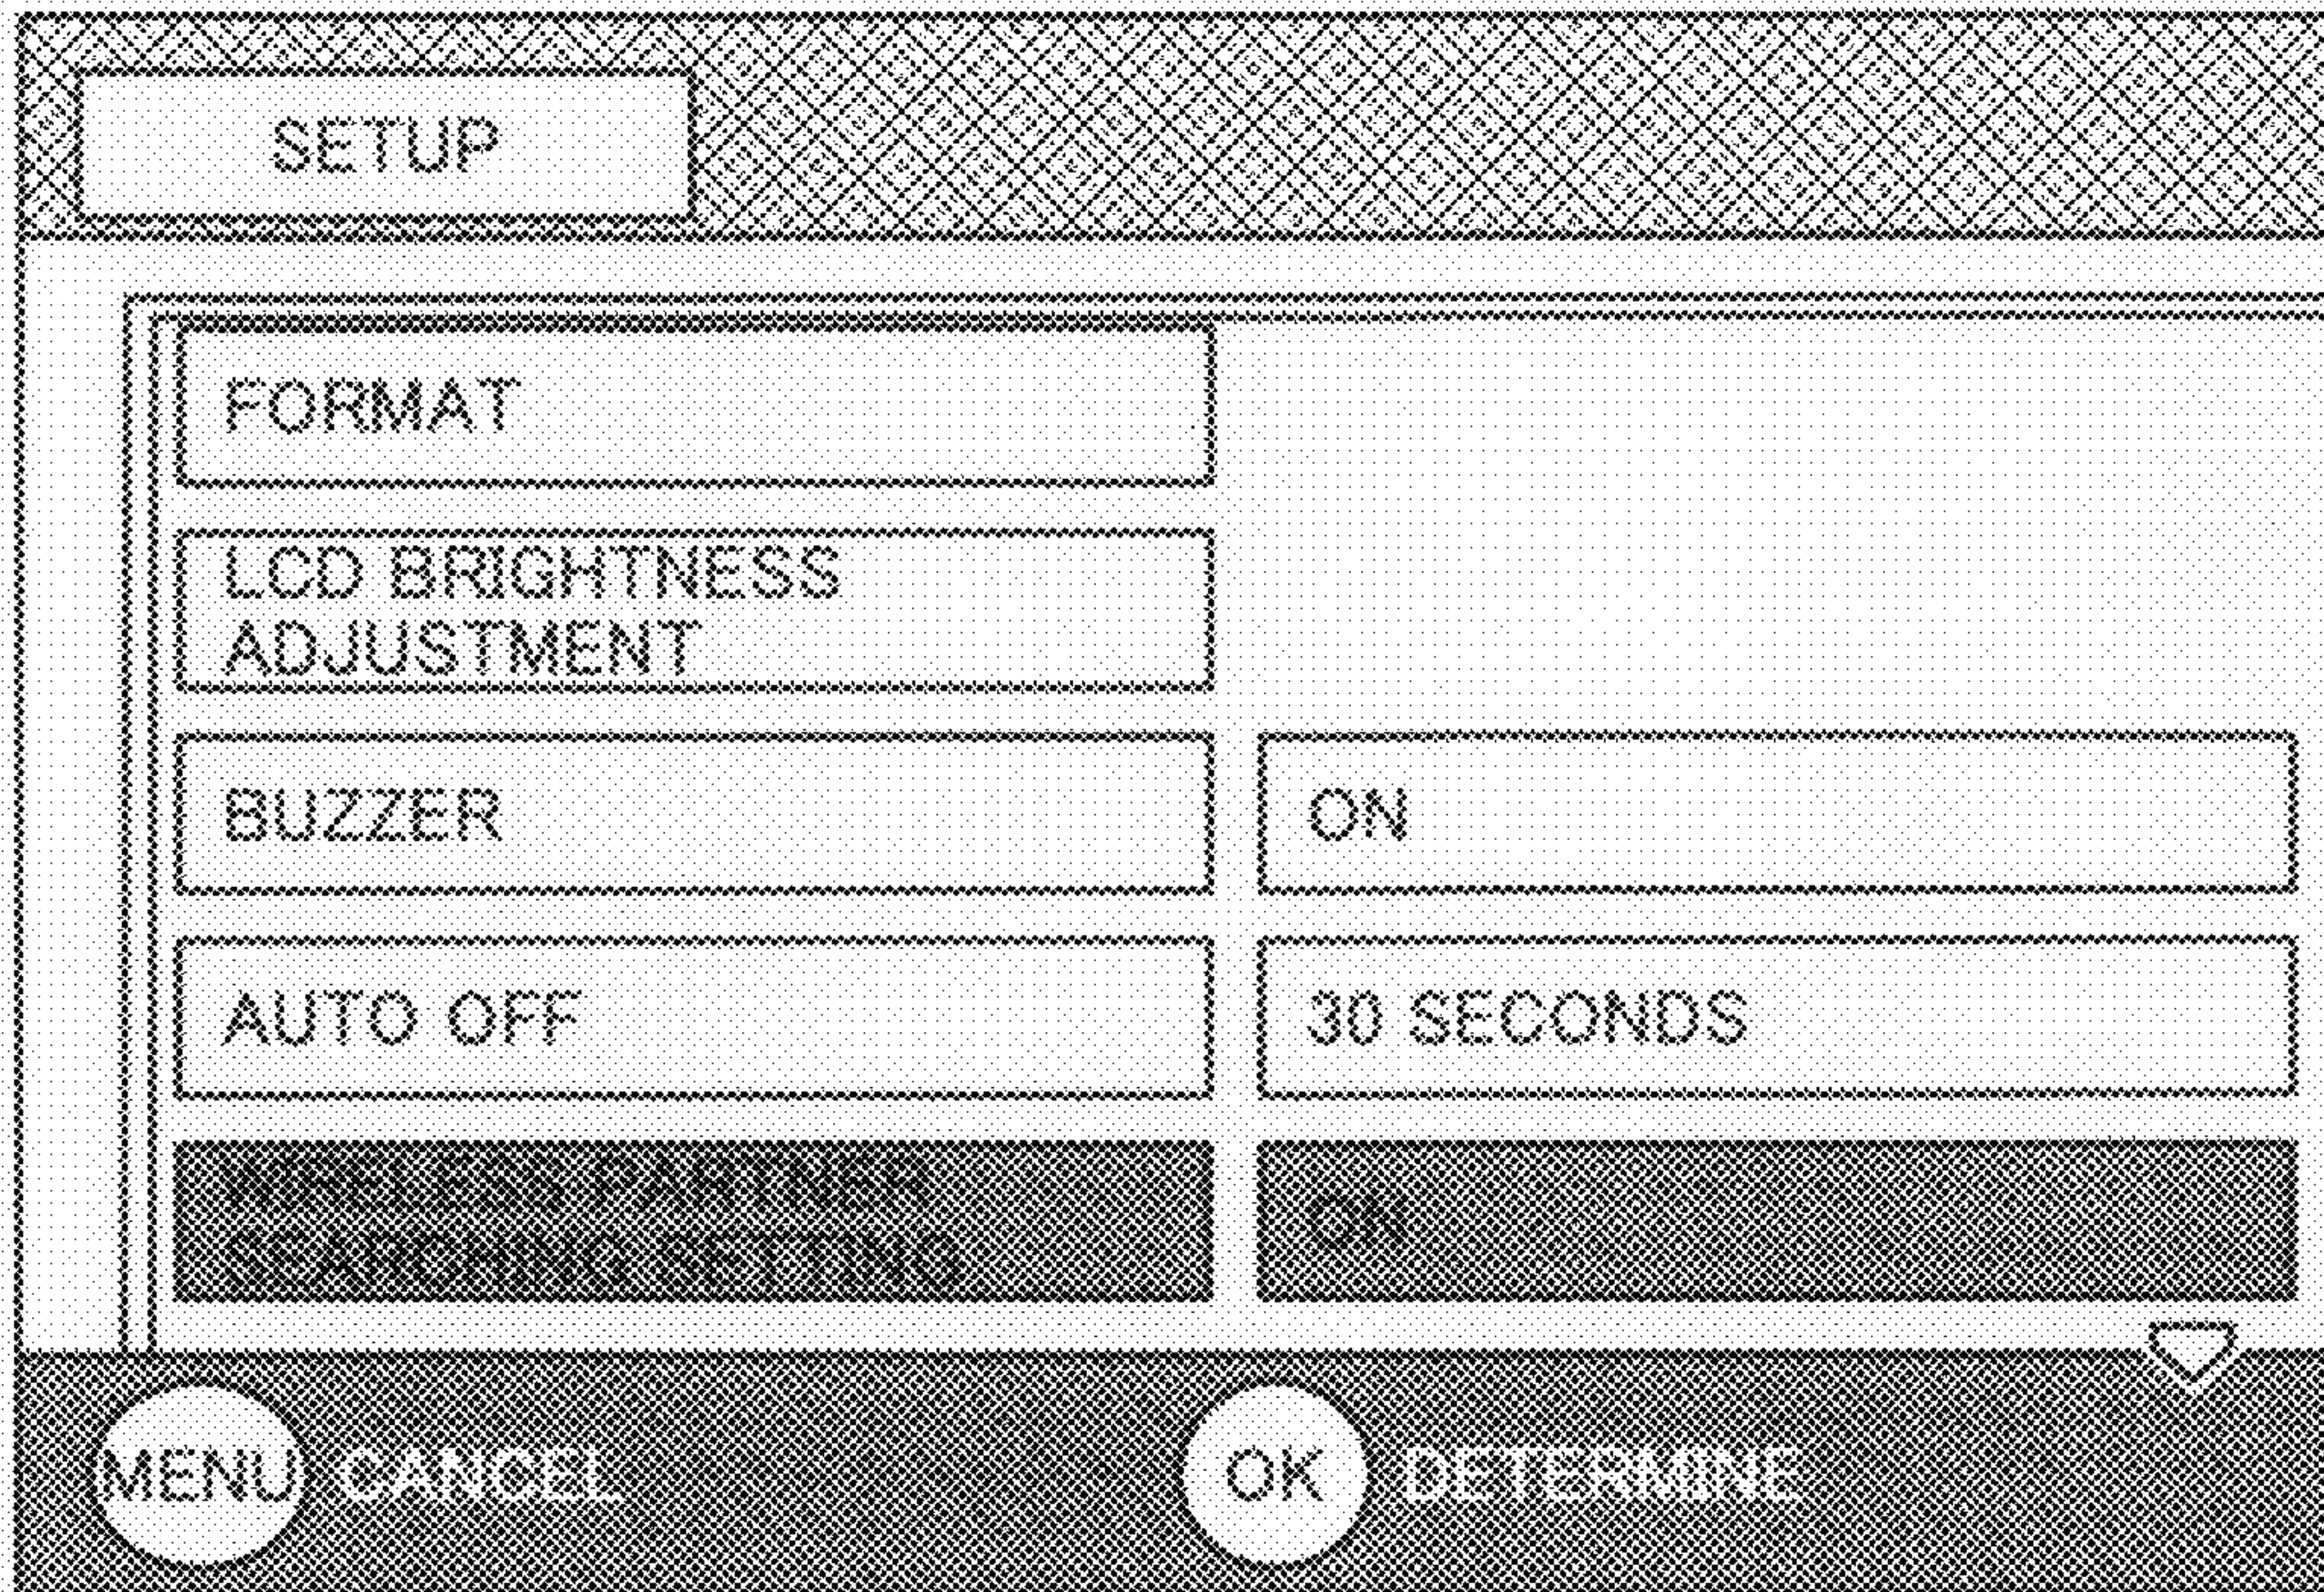 SETUP
FORMAT
LCD BRIGHTNESS
ADJUSTMENT
BUZZER ON
AUTO OFF 30 SECONDS
WIRELESS PARTNER
SEARCHING SETTING ON
MENU CANCEL OK DETERMINE